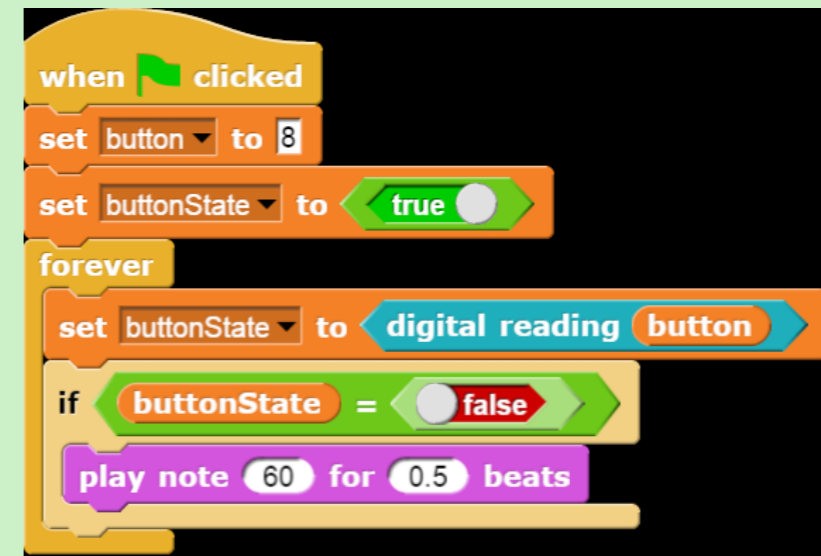 when clicked
set button to 8
set buttonState to true
forever
set buttonState to digital reading button
if buttonState = false
play note 60 for 0.5 beats